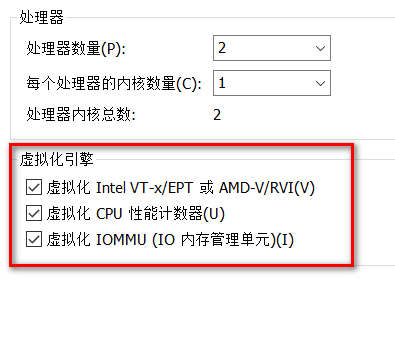 处理器
处理器数量(P): 2
每个处理器的内核数量(C): 1
处理器内核总数: 2
虚拟化引擎
虚拟化 Intel VT-x/EPT 或 AMD-V/RVI(V)
虚拟化 CPU 性能计数器(U)
虚拟化 IOMMU (IO 内存管理单元)(I)